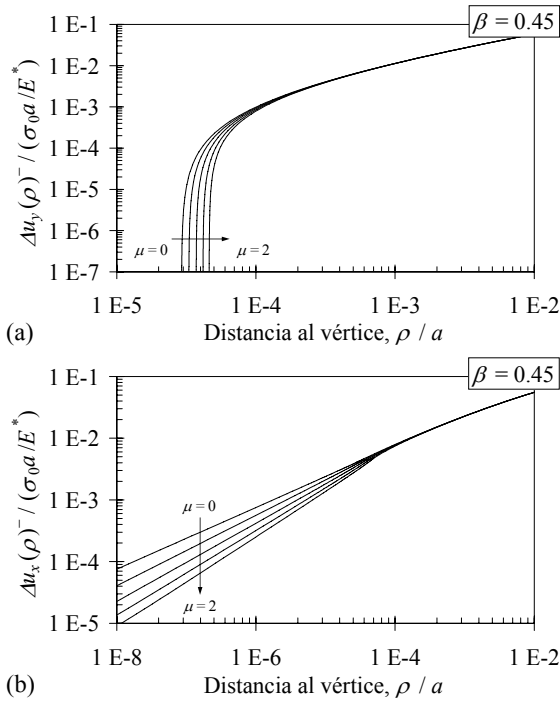 β = 0.45
1 E-1
1 E-2
1 E-3
1 E-4
1 E-5
1 E-6
1 E-7
Δu_y(ρ)⁻ / (σ₀a/E*)
μ = 0
μ = 2
1 E-5
1 E-4
1 E-3
1 E-2
(a)
Distancia al vértice, ρ / a
β = 0.45
1 E-1
1 E-2
1 E-3
1 E-4
1 E-5
Δu_x(ρ)⁻ / (σ₀a/E*)
μ = 0
μ = 2
1 E-8
1 E-6
1 E-4
1 E-2
(b)
Distancia al vértice, ρ / a